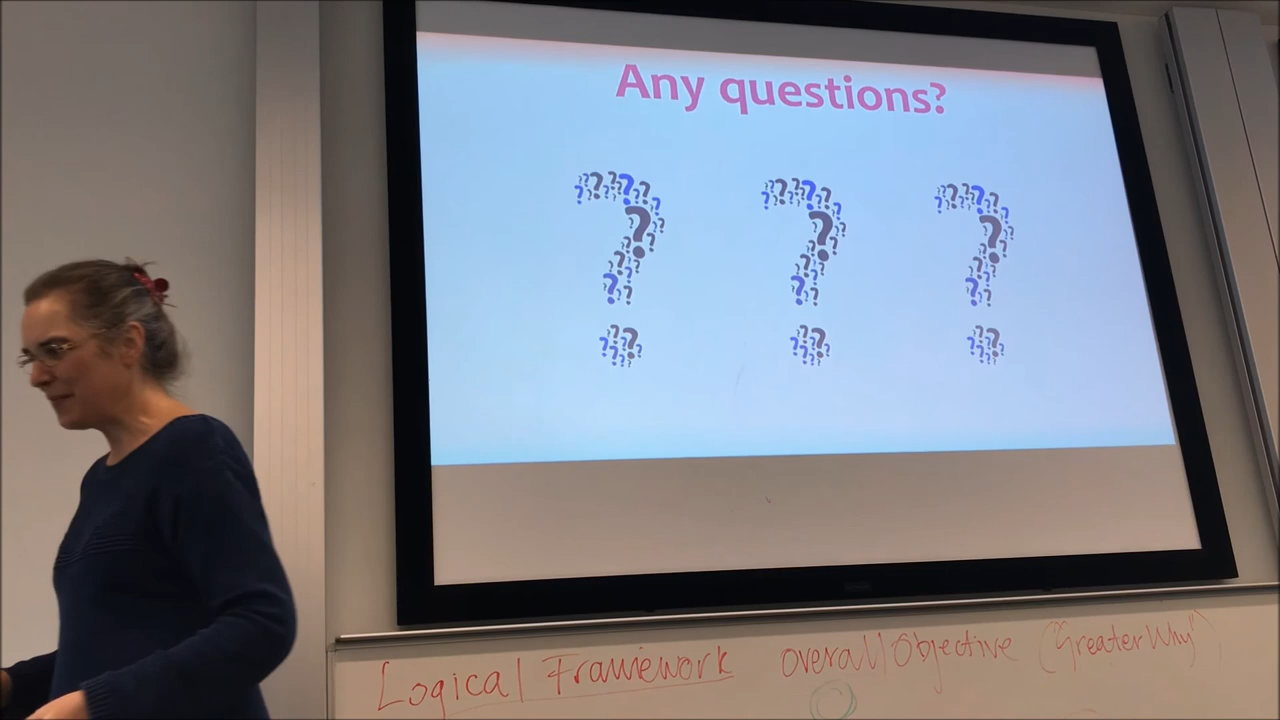 Any questions?
Logical Framework overall Objective ("Greater Why")